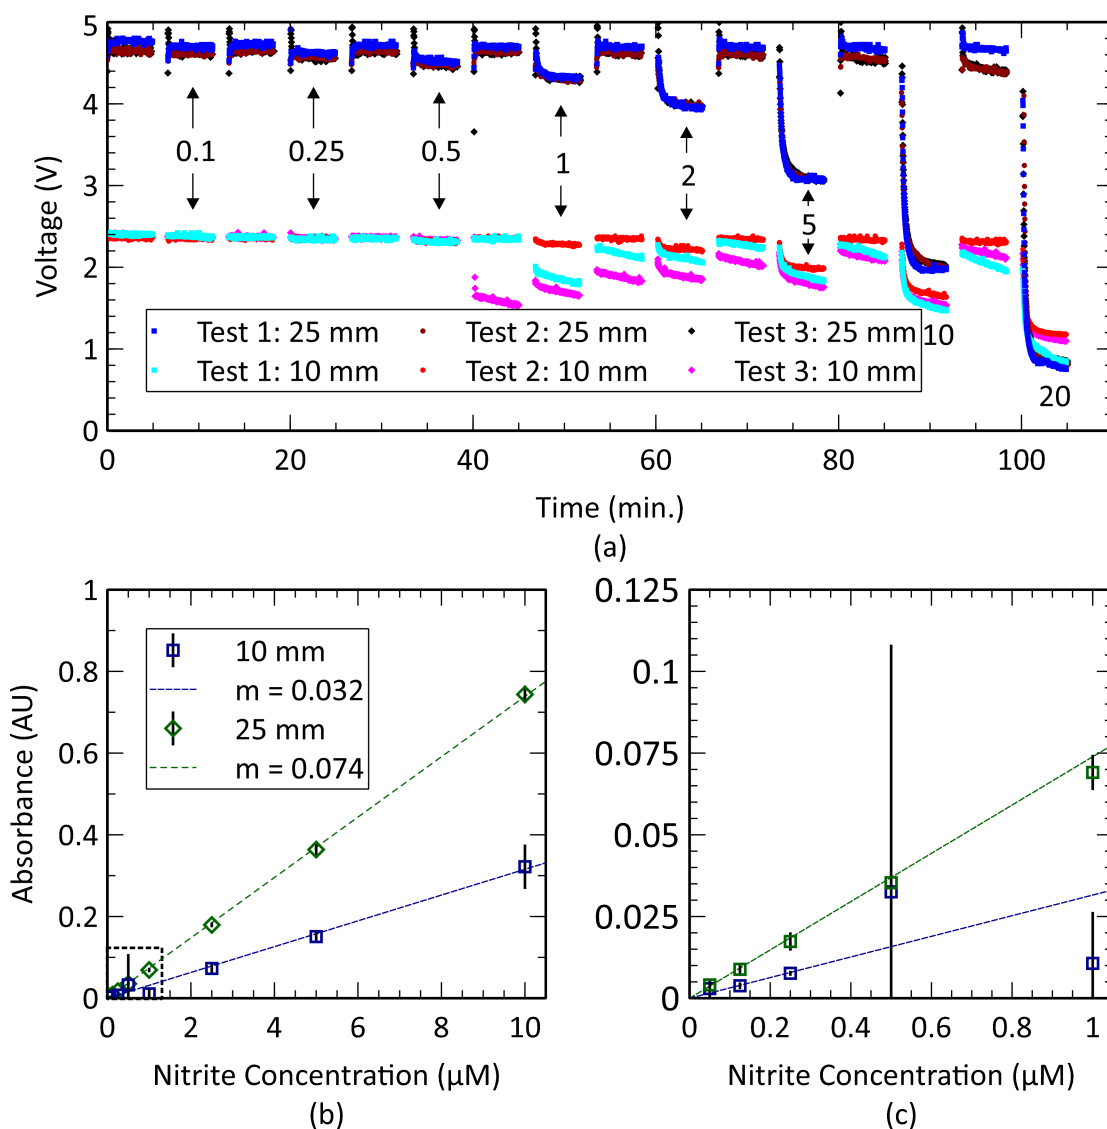 5
4
3
2
1
0
Voltage (V)
0.1
0.25
0.5
1
2
5
10
20
Test 1: 25 mm
Test 2: 25 mm
Test 3: 25 mm
Test 1: 10 mm
Test 2: 10 mm
Test 3: 10 mm
0 20 40 60 80 100
Time (min.)
(a)
1
0.8
0.6
0.4
0.2
0
Absorbance (AU)
10 mm
m = 0.032
25 mm
m = 0.074
0 2 4 6 8 10
Nitrite Concentration (µM)
(b)
0.125
0.1
0.075
0.05
0.025
0
0 0.2 0.4 0.6 0.8 1
Nitrite Concentration (µM)
(c)